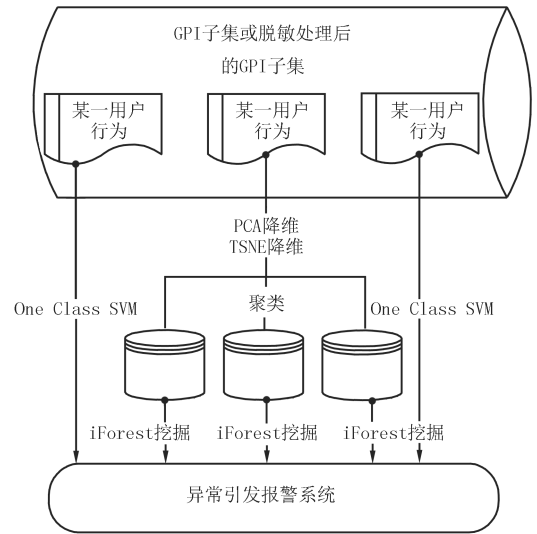 GPI子集或脱敏处理后
的GPI子集
某一用户
行为
某一用户
行为
某一用户
行为
PCA降维
TSNE降维
聚类
One Class SVM
One Class SVM
iForest挖掘
iForest挖掘
iForest挖掘
异常引发报警系统